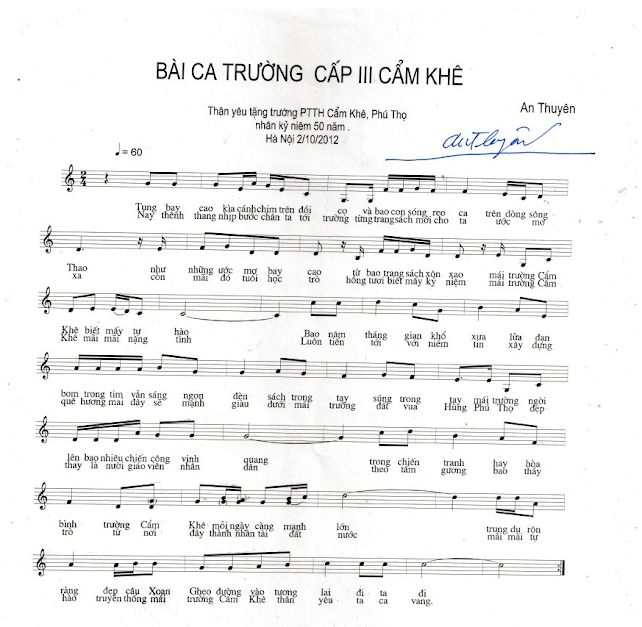 BÀI CA TRƯỜNG CẤP III CẨM KHÊ
Thân yêu tặng trường PTTH Cẩm Khê, Phú Thọ
nhân kỷ niêm 50 năm .
Hà Nội 2/10/2012
An Thuyên
♩ = 60
Tung bay cao kìa cánh chim trên đồi cọ và bao con sóng reo ca trên dòng sông
Nay thênh thang nhịp bước chân ta tới trường từng trang sách mới cho ta ước mơ
Thao như những ước mơ bay cao từ bao trang sách xôn xao mái trường Cẩm
xa còn mãi đó tuổi học trò hồng tươi biết mấy kỷ niệm mái trường Cẩm
Khê biết mấy tự hào Bao năm tháng gian khổ xưa lửa đạn
Khê mãi mãi nặng tình Luôn tiến tới với niềm tin xây dựng
bom trong tim vẫn sáng ngọn đèn sách trong tay súng trong tay mái trường ngời
quê hương mai đây sẽ mạnh giàu dưới mái trường đất vua Hùng Phú Thọ đẹp
lên bao nhiêu chiến công vinh quang trong chiến tranh hay hòa
thay là nười giáo viên nhân dân theo tấm gương bao thầy
bình trường Cẩm Khê mỗi ngày càng mạnh lớn trung du rộn
trò từ nơi đây thành nhân tài đất nước mãi mãi tự
ràng đẹp câu Xoan Ghẹo đường vào tương lai đi ta đi
hào truyền thống mái trường Cẩm Khê thân yêu ta ca vang.